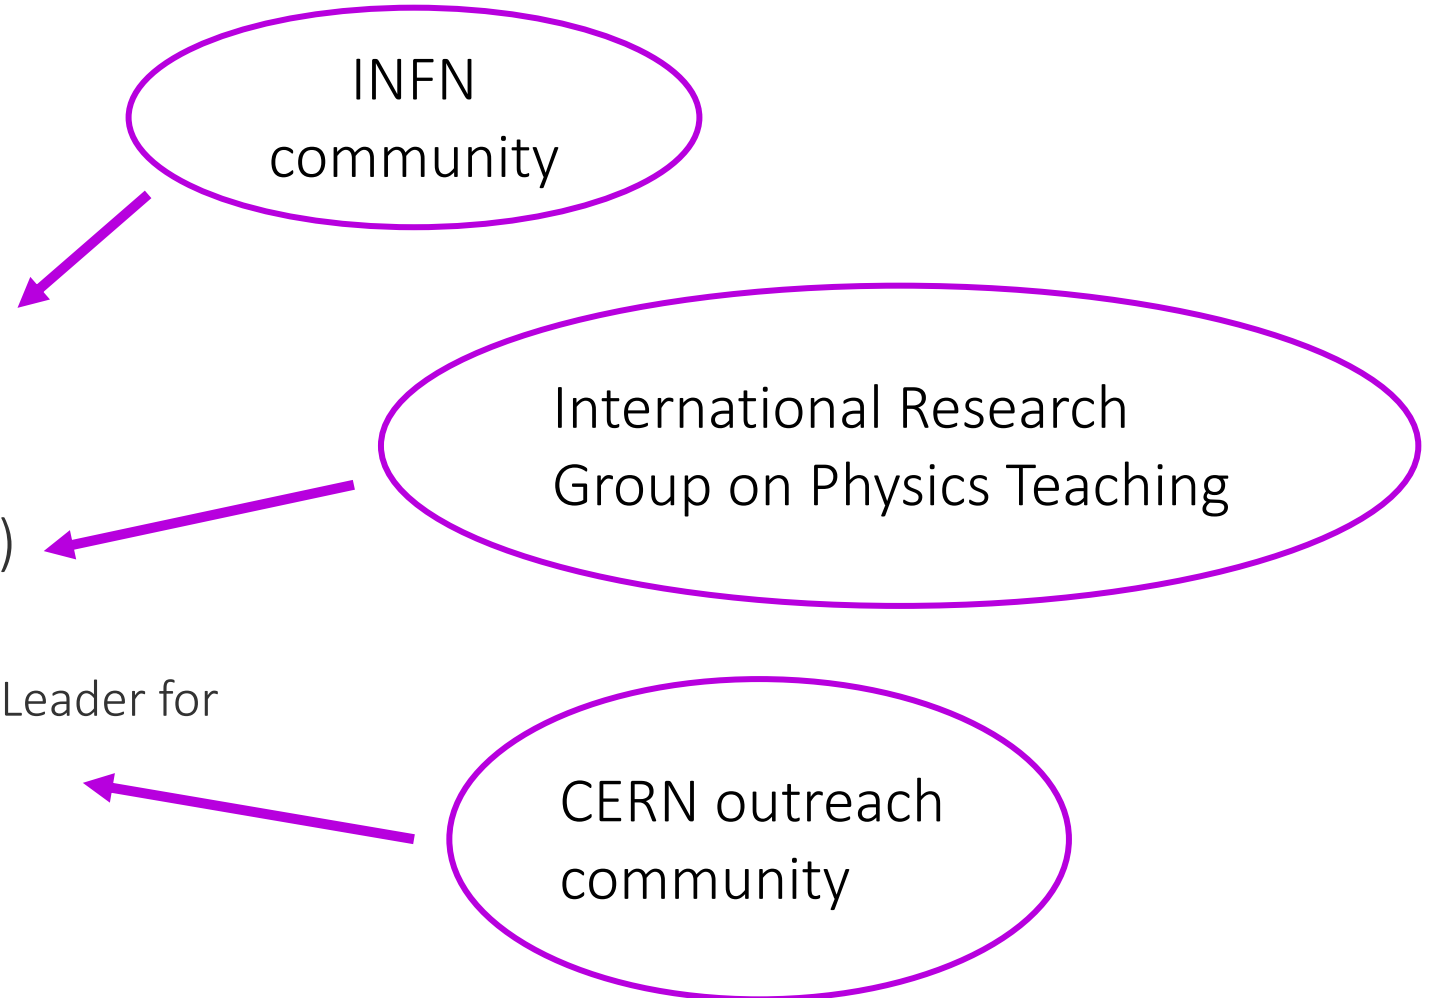 INFN
community
International Research
Group on Physics Teaching
)
Leader for
CERN outreach
community